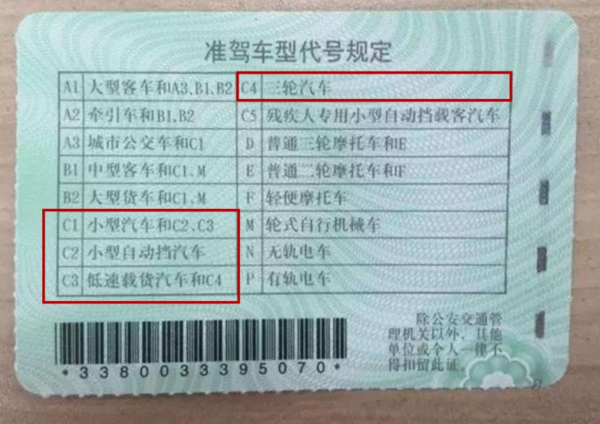 准驾车型代号规定
A1 大型客车和A3、B1、B2 C4 三轮汽车
A2 牵引车和B1、B2 C5 残疾人专用小型自动挡载客汽车
A3 城市公交车和C1 D 普通三轮摩托车和E
B1 中型客车和C1、M E 普通二轮摩托车和F
B2 大型货车和C1、M F 轻便摩托车
C1 小型汽车和C2、C3 M 轮式自行机械车
C2 小型自动挡汽车 N 无轨电车
C3 低速载货汽车和C4 P 有轨电车
除公安交通管
理机关以外，其他
单位或个人一律不
得扣留此证。
*3380033395070*